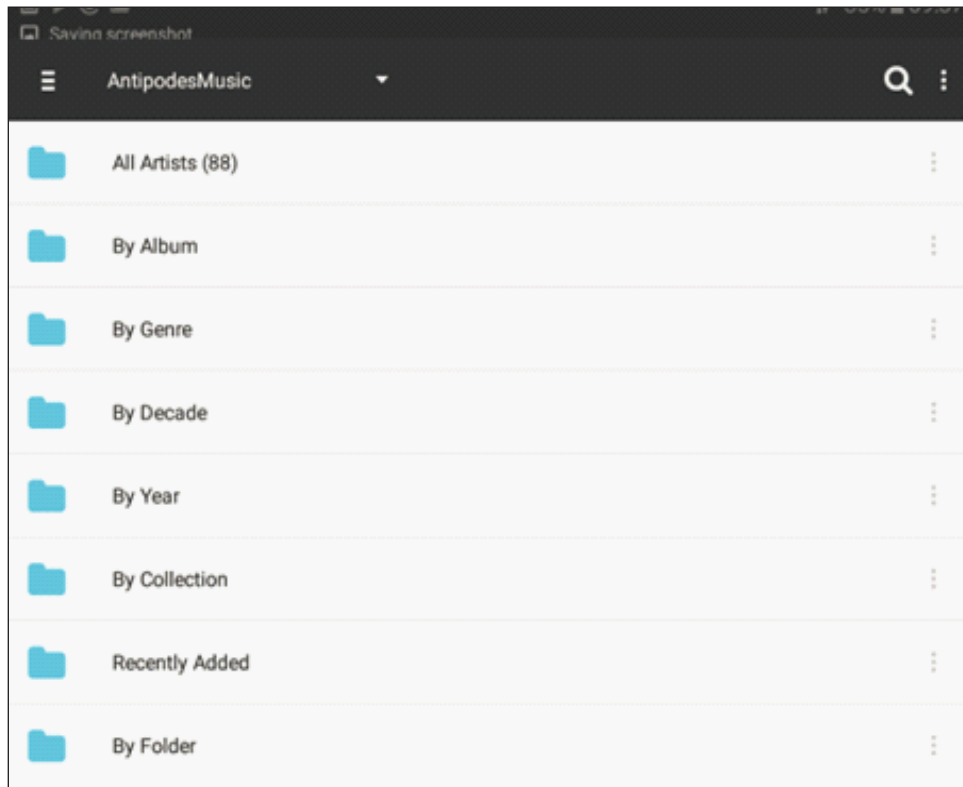 Saving screenshot
AntipodesMusic
All Artists (88)
By Album
By Genre
By Decade
By Year
By Collection
Recently Added
By Folder